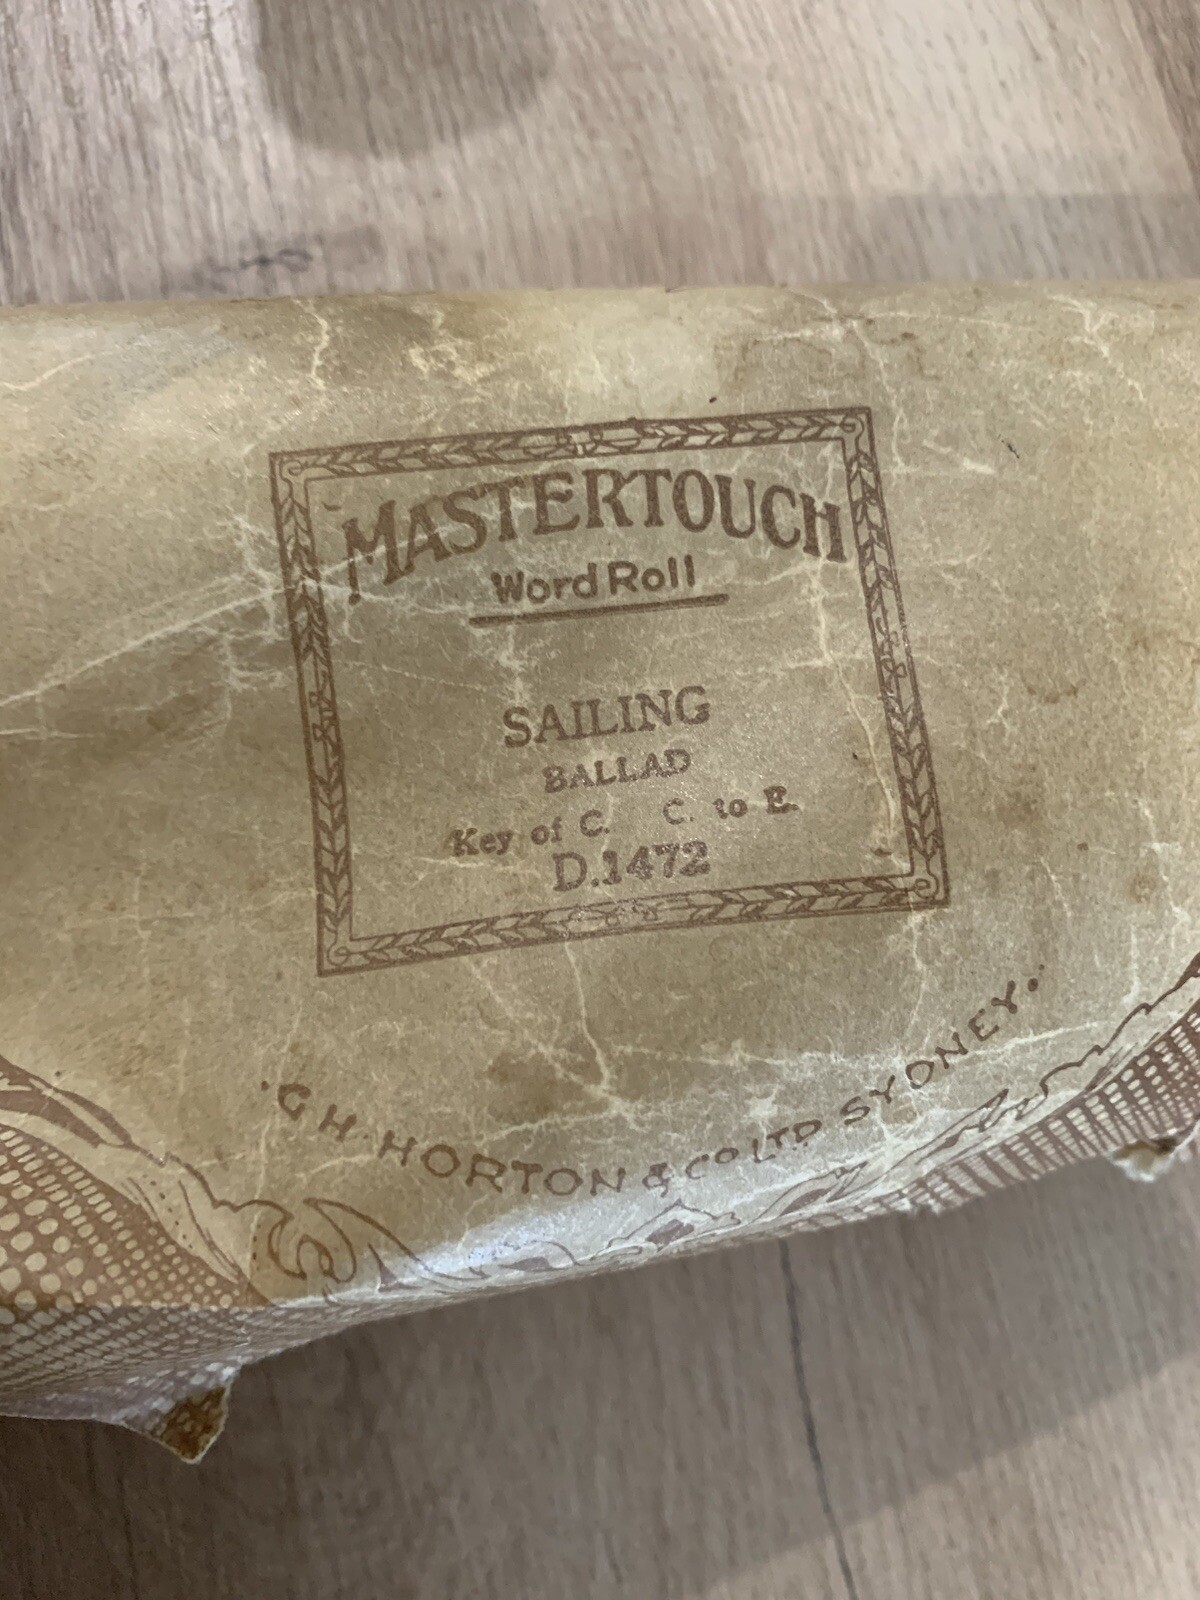 MASTERTOUCH
Word Roll
SAILING
BALLAD
Key of C. C. to E.
D.1472
G H HORTON & CO LTD SYDNEY.